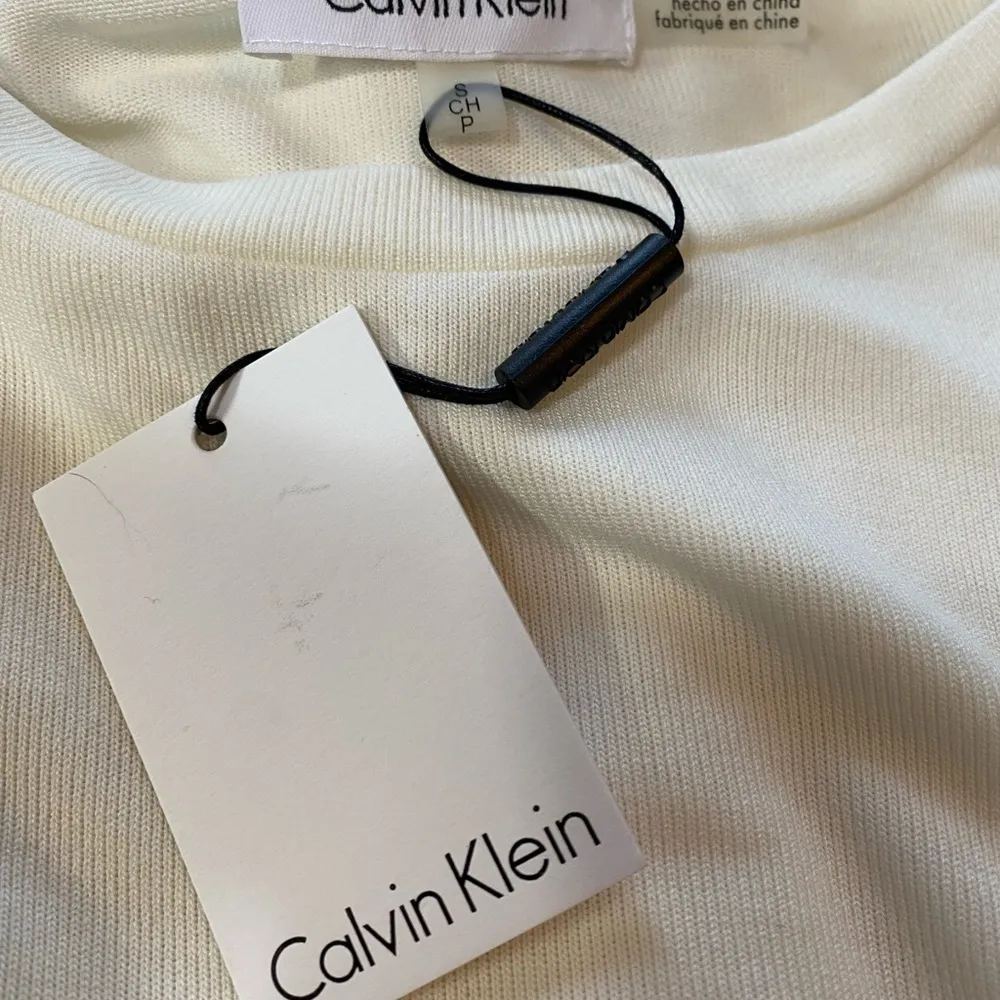 Calvin Klein
hecho en china
fabriqué en chine
S
CH
P
Calvin Klein